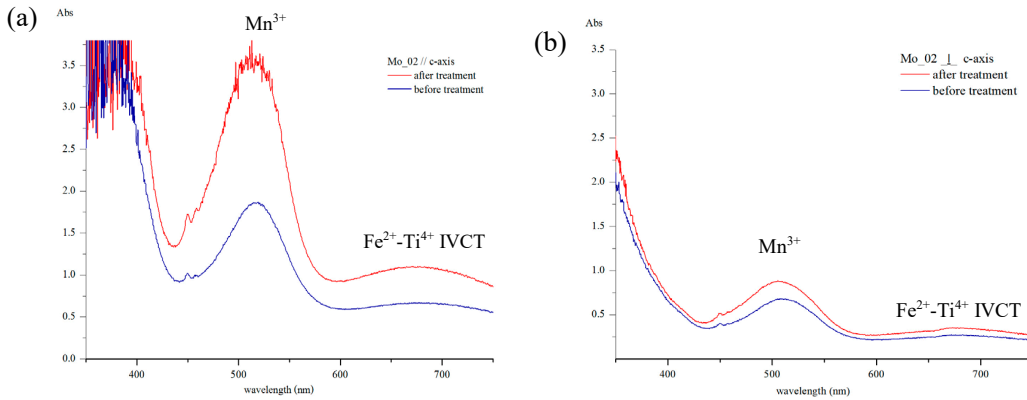 (a)
Abs
Mn³⁺
Mo_02 // c-axis
after treatment
before treatment
3.5
3.0
2.5
2.0
1.5
1.0
0.5
0.0
Fe²⁺-Ti⁴⁺ IVCT
400
500
600
700
wavelength (nm)
(b)
Abs
Mo_02 ⊥ c-axis
after treatment
before treatment
3.5
3.0
2.5
2.0
1.5
1.0
0.5
Mn³⁺
Fe²⁺-Ti⁴⁺ IVCT
400
500
600
700
wavelength (nm)